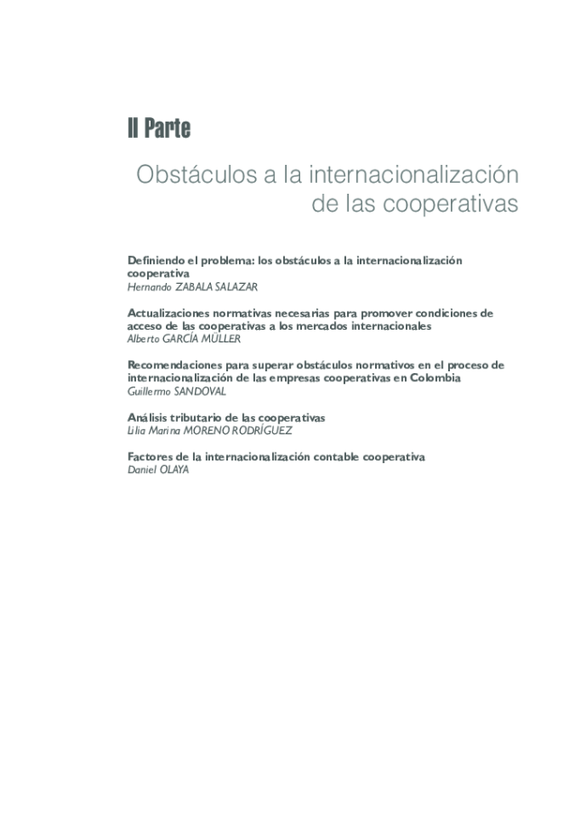 II Parte
Obstáculos a la internacionalización
de las cooperativas
Definiendo el problema: los obstáculos a la internacionalización
cooperativa
Hernando ZABALA SALAZAR
Actualizaciones normativas necesarias para promover condiciones de
acceso de las cooperativas a los mercados internacionales
Alberto GARCÍA MÜLLER
Recomendaciones para superar obstáculos normativos en el proceso de
internacionalización de las empresas cooperativas en Colombia
Guillermo SANDOVAL
Análisis tributario de las cooperativas
Lilia Marina MORENO RODRÍGUEZ
Factores de la internacionalización contable cooperativa
Daniel OLAYA